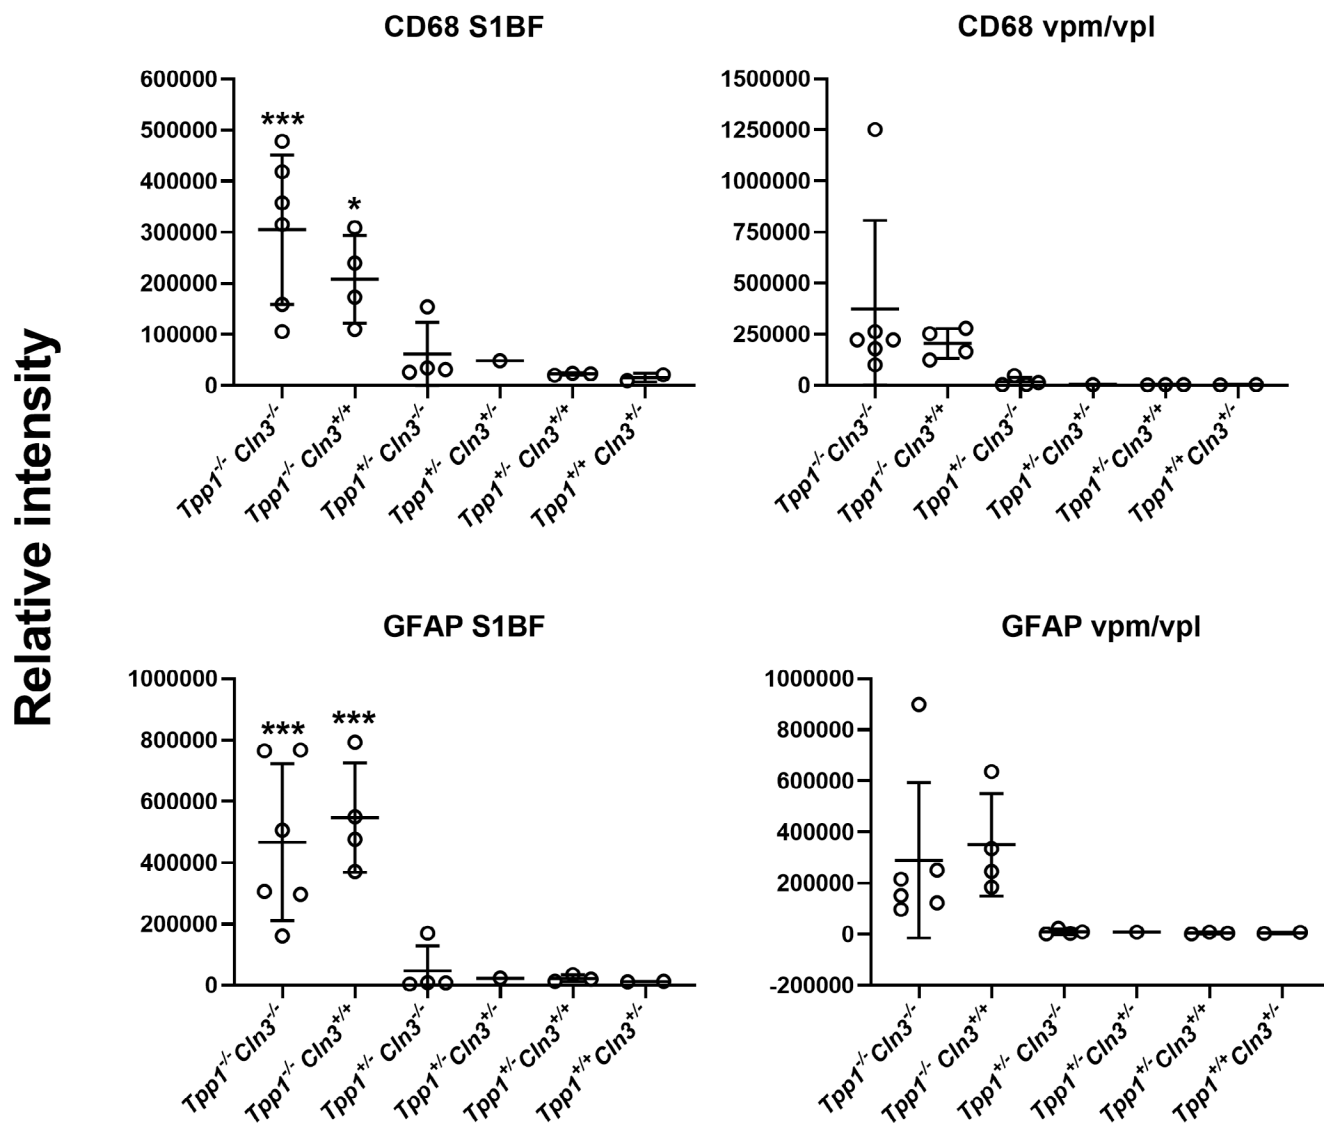 Relative intensity
CD68 S1BF
600000
500000
400000
300000
200000
100000
0
***
*
Tpp1-/- Cln3-/-
Tpp1-/- Cln3+/+
Tpp1+/- Cln3-/-
Tpp1+/- Cln3+/-
Tpp1+/- Cln3+/+
Tpp1+/+ Cln3+/-
CD68 vpm/vpl
1500000
1250000
1000000
750000
500000
250000
0
Tpp1-/- Cln3-/-
Tpp1-/- Cln3+/+
Tpp1+/- Cln3-/-
Tpp1+/- Cln3+/-
Tpp1+/- Cln3+/+
Tpp1+/+ Cln3+/-
GFAP S1BF
1000000
800000
600000
400000
200000
0
***
***
Tpp1-/- Cln3-/-
Tpp1-/- Cln3+/+
Tpp1+/- Cln3-/-
Tpp1+/- Cln3+/-
Tpp1+/- Cln3+/+
Tpp1+/+ Cln3+/-
GFAP vpm/vpl
1000000
800000
600000
400000
200000
0
-200000
Tpp1-/- Cln3-/-
Tpp1-/- Cln3+/+
Tpp1+/- Cln3-/-
Tpp1+/- Cln3+/-
Tpp1+/- Cln3+/+
Tpp1+/+ Cln3+/-